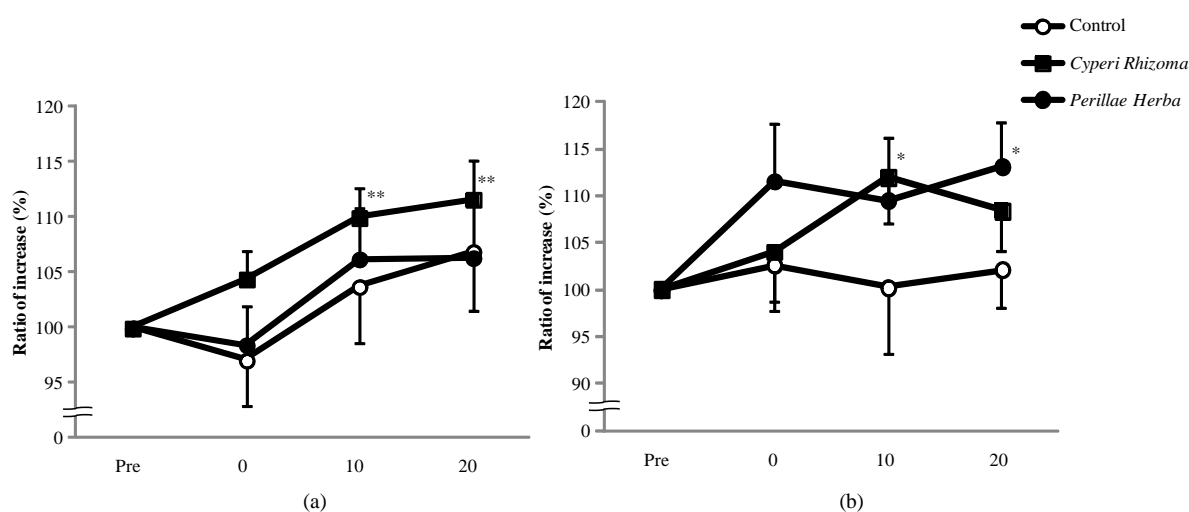 Control
Cyperi Rhizoma
Perillae Herba
120
115
110
105
100
95
0
Ratio of increase (%)
**
**
Pre 0 10 20
(a)
120
115
110
105
100
95
90
0
Ratio of increase (%)
*
*
Pre 0 10 20
(b)